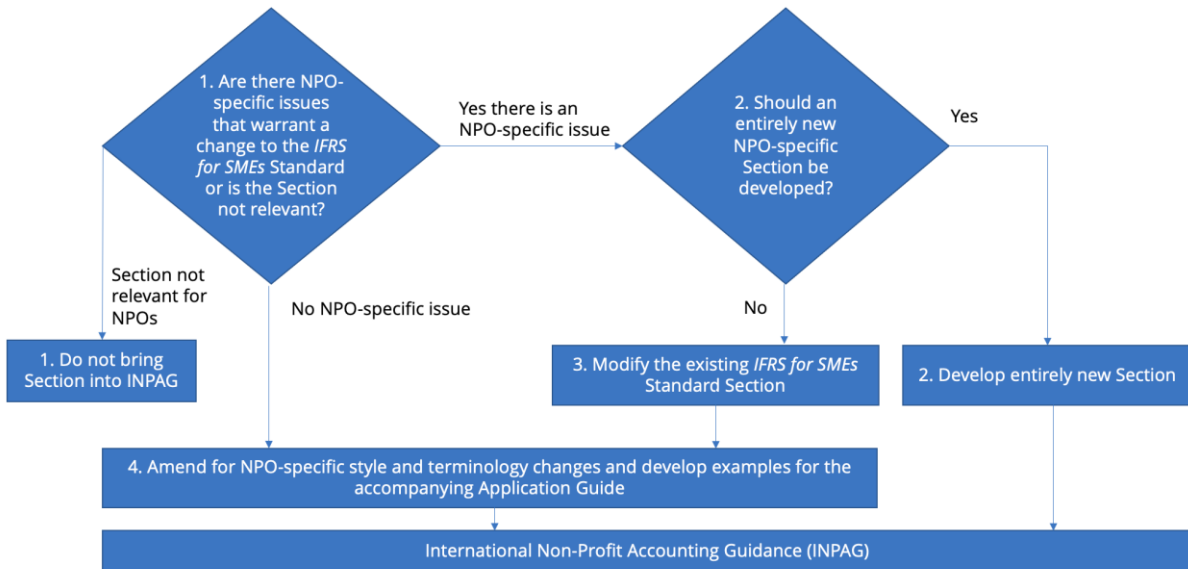 1. Are there NPO-
specific issues
that warrant a
change to the IFRS
for SMEs Standard
or is the Section
not relevant?
Yes there is an
NPO-specific issue
2. Should an
entirely new
NPO-specific
Section be
developed?
Yes
Section not
relevant for
NPOs
No NPO-specific issue
No
1. Do not bring
Section into INPAG
3. Modify the existing IFRS for SMEs
Standard Section
2. Develop entirely new Section
4. Amend for NPO-specific style and terminology changes and develop examples for the
accompanying Application Guide
International Non-Profit Accounting Guidance (INPAG)